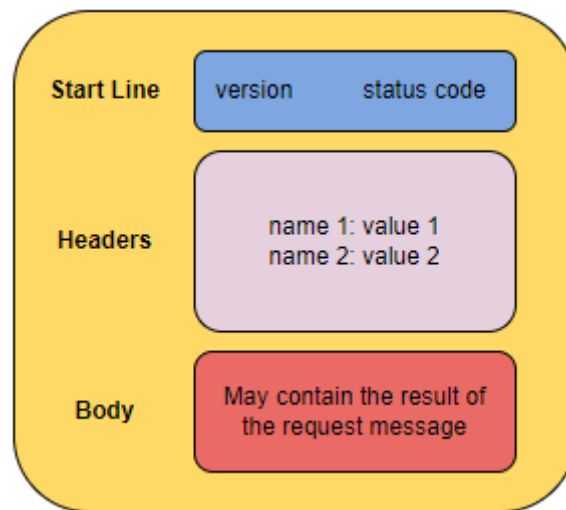 Start Line
version status code
Headers
name 1: value 1
name 2: value 2
Body
May contain the result of
the request message